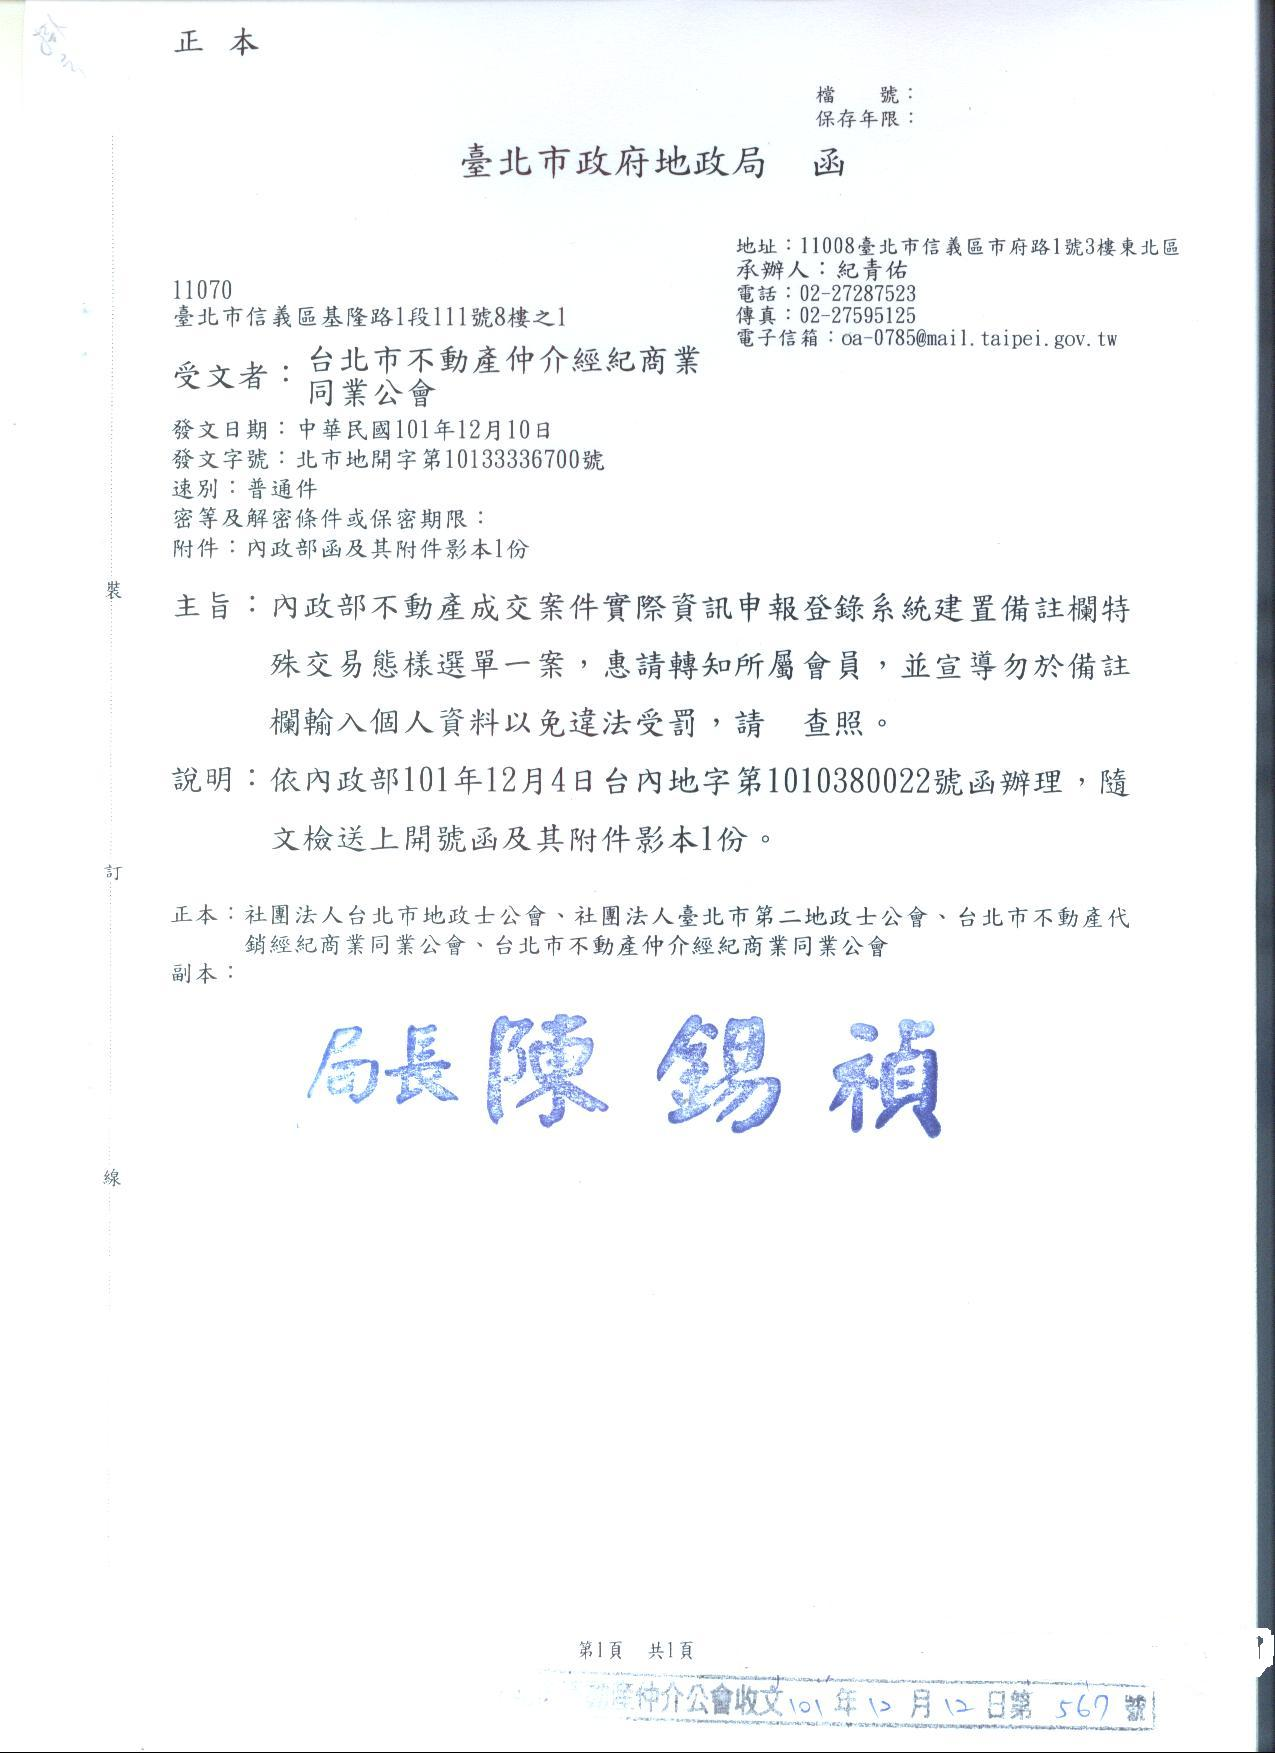 正 本
檔 號：
保存年限：
臺北市政府地政局 函
地址：11008臺北市信義區市府路1號3樓東北區
承辦人：紀青佑
電話：02-27287523
傳真：02-27595125
電子信箱：oa-0785@mail.taipei.gov.tw
11070
臺北市信義區基隆路1段111號8樓之1
受文者：台北市不動產仲介經紀商業
同業公會
發文日期：中華民國101年12月10日
發文字號：北市地開字第10133336700號
速別：普通件
密等及解密條件或保密期限：
附件：內政部函及其附件影本1份
主旨：內政部不動產成交案件實際資訊申報登錄系統建置備註欄特
殊交易態樣選單一案，惠請轉知所屬會員，並宣導勿於備註
欄輸入個人資料以免違法受罰，請 查照。
說明：依內政部101年12月4日台內地字第1010380022號函辦理，隨
文檢送上開號函及其附件影本1份。
正本：社團法人台北市地政士公會、社團法人臺北市第二地政士公會、台北市不動產代
銷經紀商業同業公會、台北市不動產仲介經紀商業同業公會
副本：
局長 陳錫禎
裝
訂
線
第1頁 共1頁
產仲介公會收文101年12月12日第567號